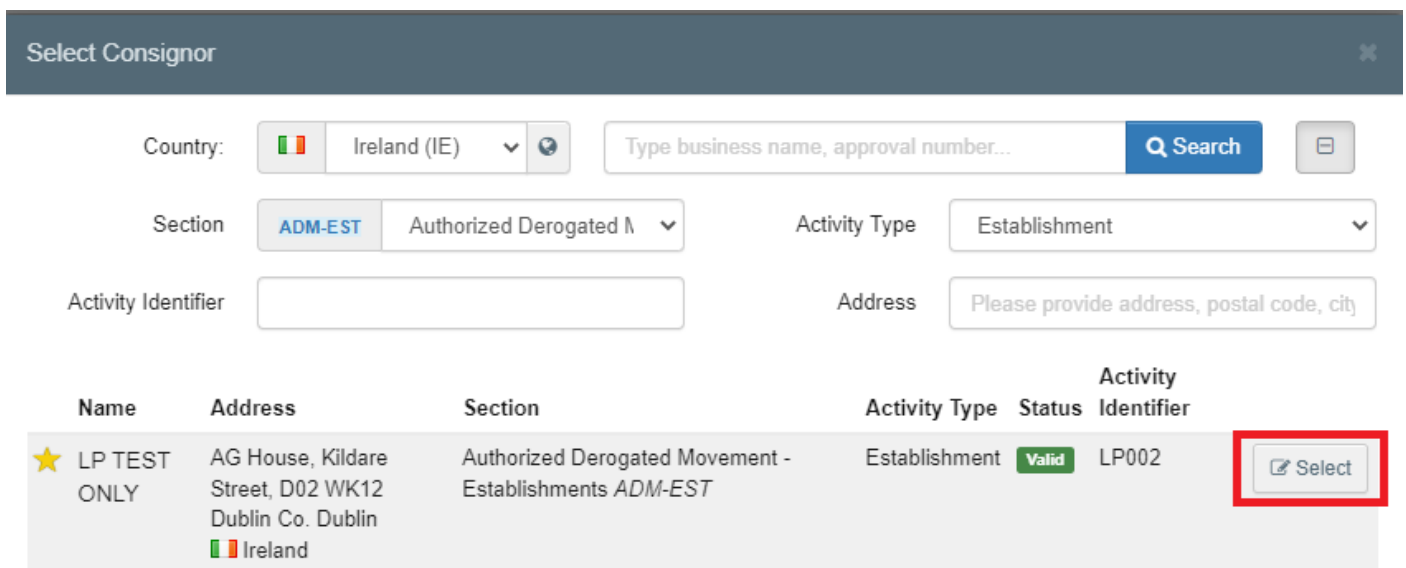 Select Consignor
Country: Ireland (IE) Type business name, approval number... Search
Section ADM-EST Authorized Derogated M Activity Type Establishment
Activity Identifier Address Please provide address, postal code, city
Name Address Section Activity Type Status Activity Identifier
LP TEST ONLY
AG House, Kildare
Street, D02 WK12
Dublin Co. Dublin
Ireland
Authorized Derogated Movement -
Establishments ADM-EST
Establishment Valid LP002 Select